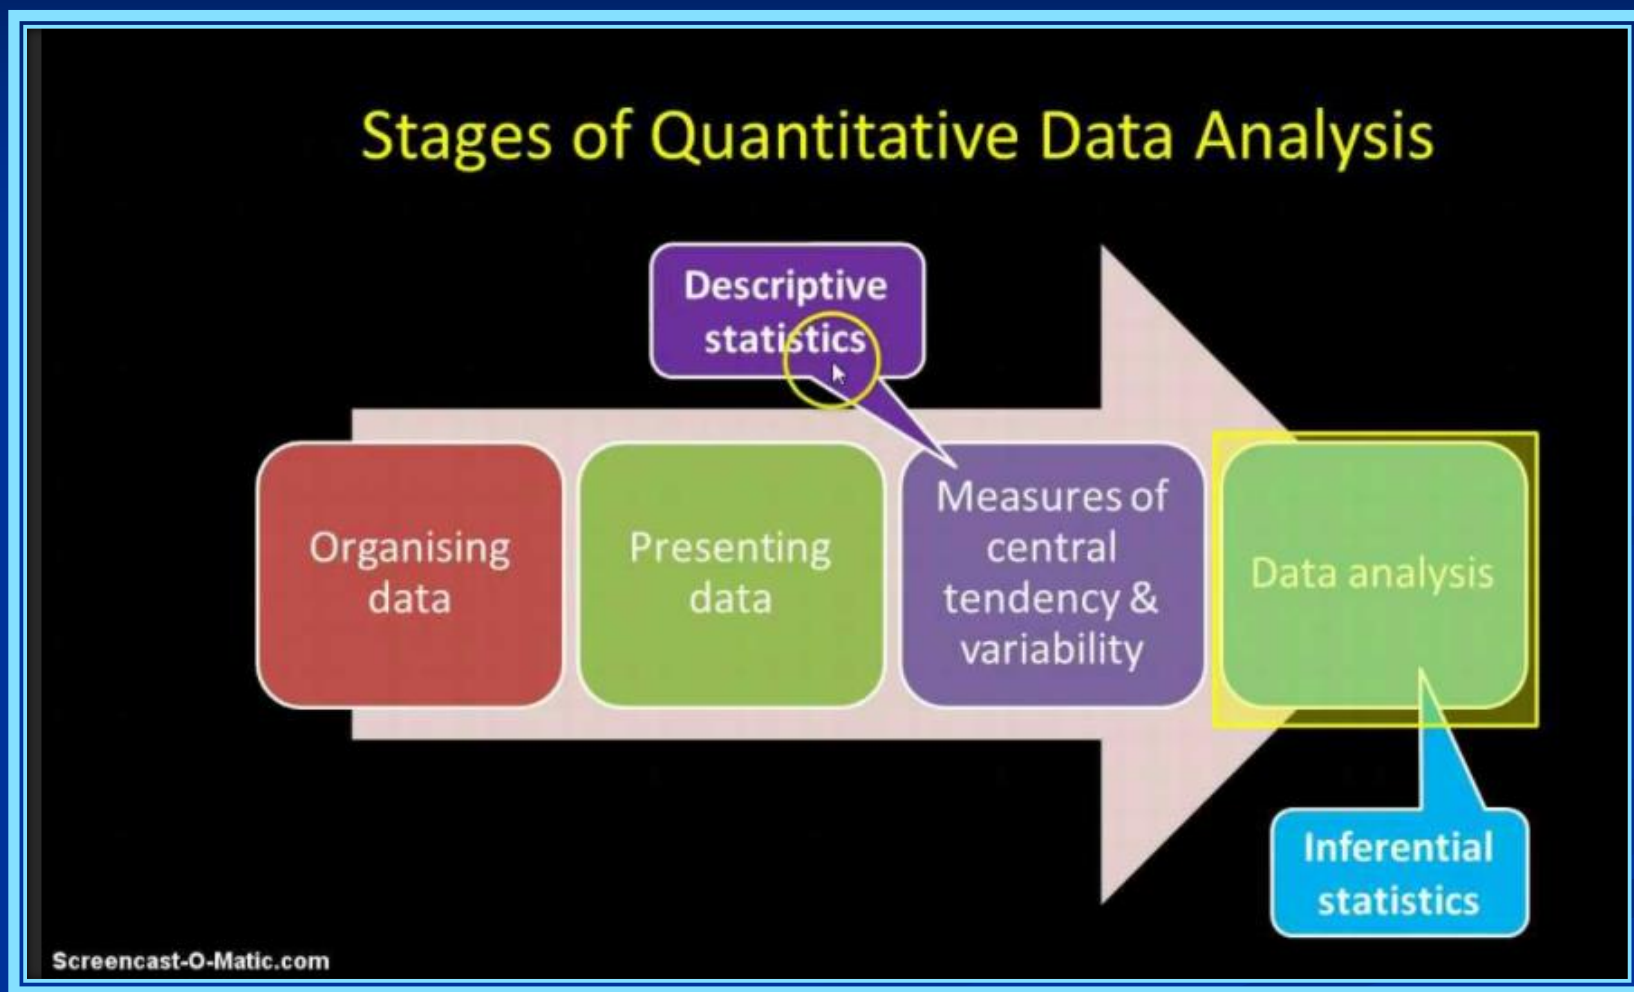 Stages of Quantitative Data Analysis
Descriptive
statistics
Organising
data
Presenting
data
Measures of
central
tendency &
variability
Data analysis
Inferential
statistics
Screencast-O-Matic.com